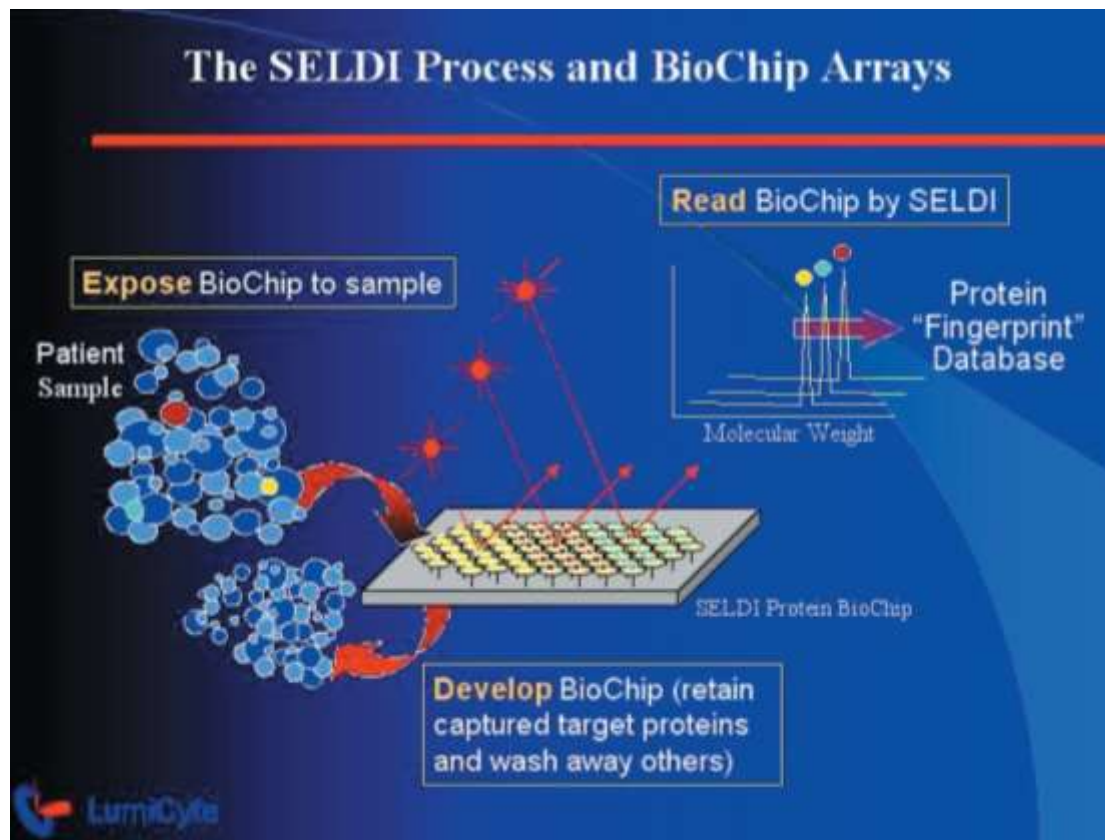 The SELDI Process and BioChip Arrays
Read BioChip by SELDI
Expose BioChip to sample
Patient
Sample
Protein
"Fingerprint"
Database
Molecular Weight
SELDI Protein BioChip
Develop BioChip (retain
captured target proteins
and wash away others)
LumiCyte